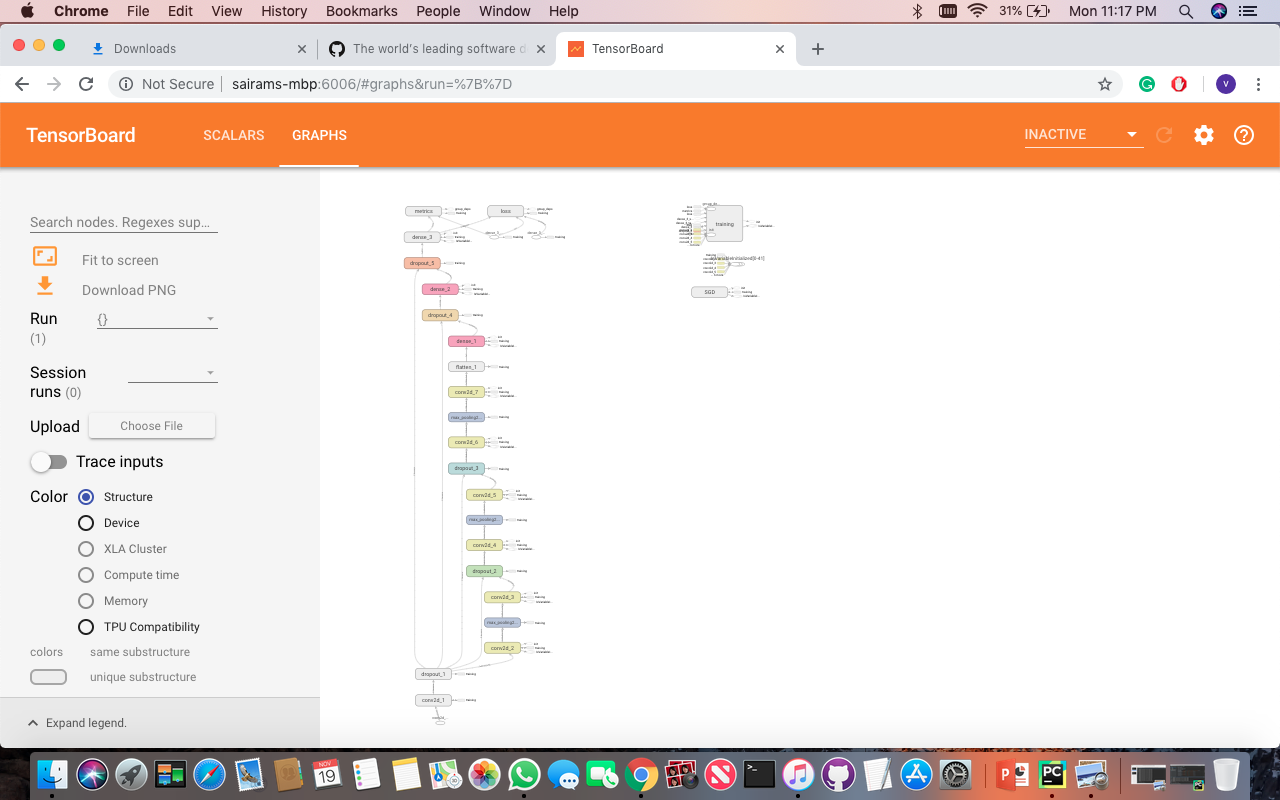 Chrome File Edit View History Bookmarks People Window Help 31% Mon 11:17 PM
Downloads The world's leading software d TensorBoard
Not Secure sairams-mbp:6006/#graphs&run=%7B%7D V
TensorBoard SCALARS GRAPHS INACTIVE
Search nodes. Regexes sup...
Fit to screen
Download PNG
Run {}
(1)
Session
runs (0)
Upload Choose File
Trace inputs
Color Structure
Device
XLA Cluster
Compute time
Memory
TPU Compatibility
colors same substructure
unique substructure
Expand legend.
metrics
loss
dense_3
dropout_5
dense_2
dropout_4
dense_1
flatten_1
conv2d_7
max_pooling2...
conv2d_6
dropout_3
conv2d_5
max_pooling2...
conv2d_4
dropout_2
conv2d_3
max_pooling2...
conv2d_2
dropout_1
conv2d_1
training
SGD
NOV
19